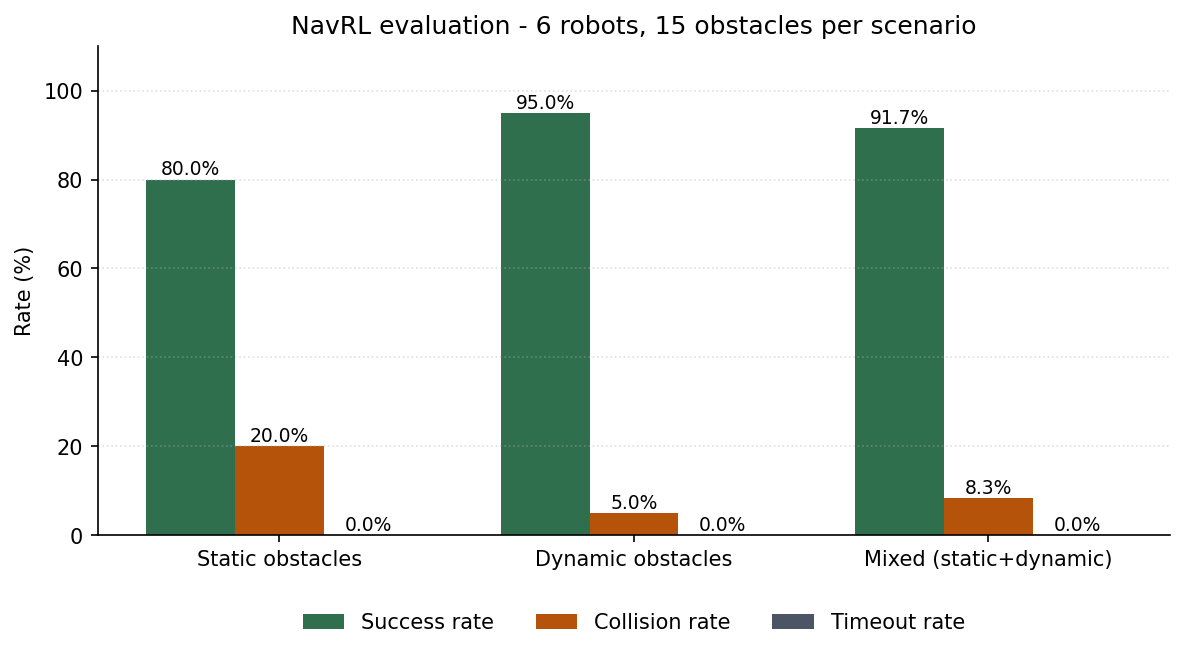 NavRL evaluation - 6 robots, 15 obstacles per scenario
Rate (%)
100
80
60
40
20
0
80.0%
20.0%
0.0%
95.0%
5.0%
0.0%
91.7%
8.3%
0.0%
Static obstacles
Dynamic obstacles
Mixed (static+dynamic)
Success rate
Collision rate
Timeout rate